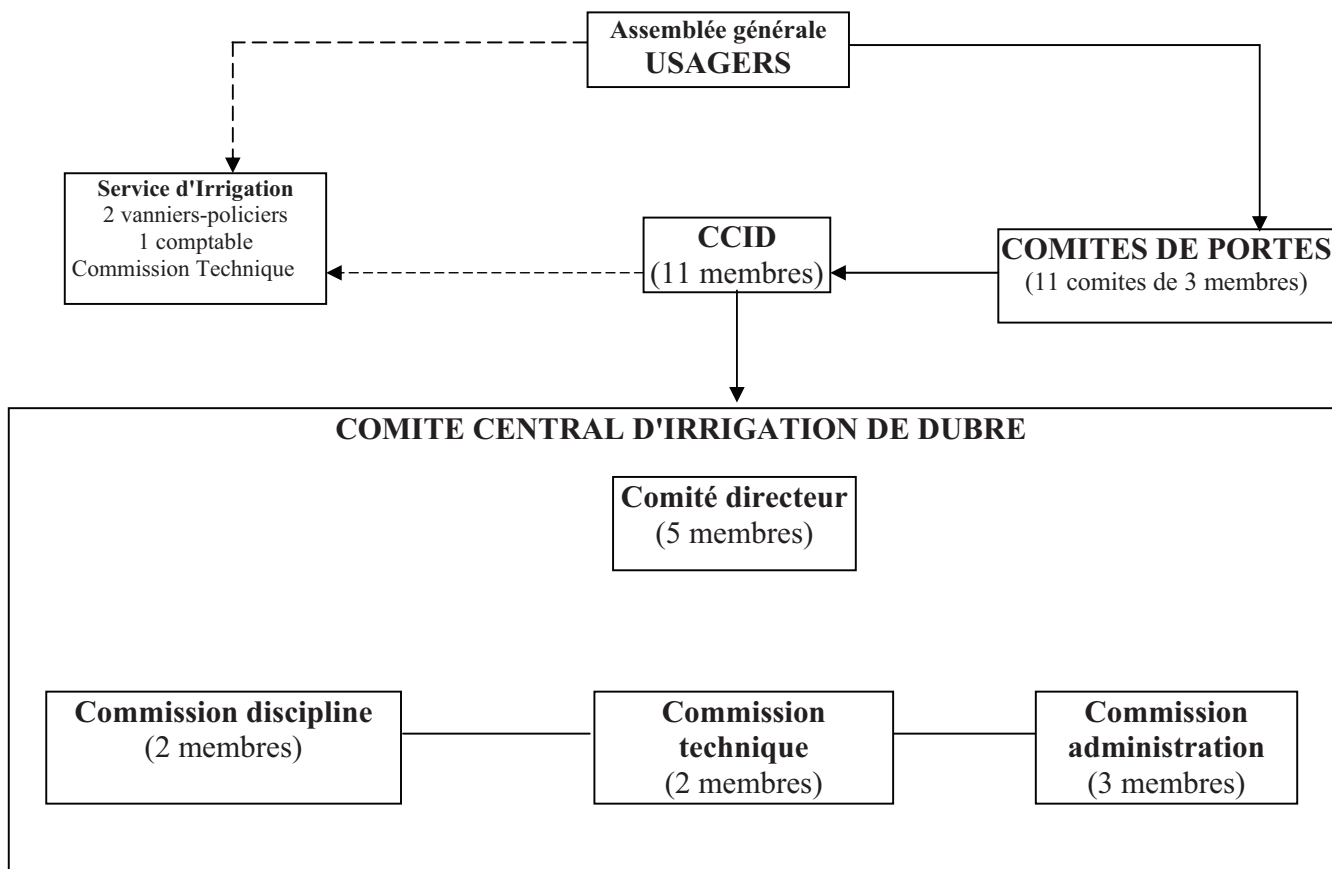 Assemblée générale
USAGERS
Service d'Irrigation
2 vanniers-policiers
1 comptable
Commission Technique
CCID
(11 membres)
COMITES DE PORTES
(11 comites de 3 membres)
COMITE CENTRAL D'IRRIGATION DE DUBRE
Comité directeur
(5 membres)
Commission discipline
(2 membres)
Commission
technique
(2 membres)
Commission
administration
(3 membres)